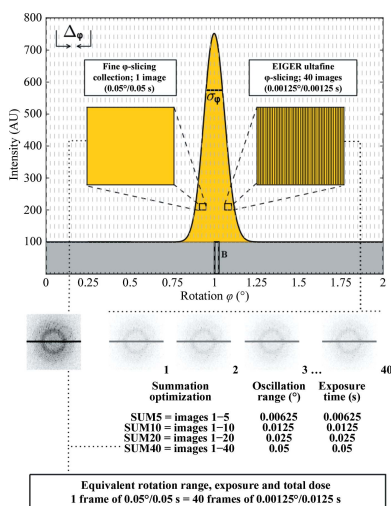 Δφ
Fine φ-slicing
collection; 1 image
(0.05°/0.05 s)
EIGER ultafine
φ-slicing; 40 images
(0.00125°/0.00125 s)
σφ
B
Intensity (AU)
800
700
600
500
400
300
200
100
0 0.25 0.5 0.75 1 1.25 1.5 1.75 2
Rotation φ (°)
1 2 3 ... 40
Summation optimization Oscillation range (°) Exposure time (s)
SUM5 = images 1−5 0.00625 0.00625
SUM10 = images 1−10 0.0125 0.0125
SUM20 = images 1−20 0.025 0.025
SUM40 = images 1−40 0.05 0.05
Equivalent rotation range, exposure and total dose
1 frame of 0.05°/0.05 s = 40 frames of 0.00125°/0.0125 s